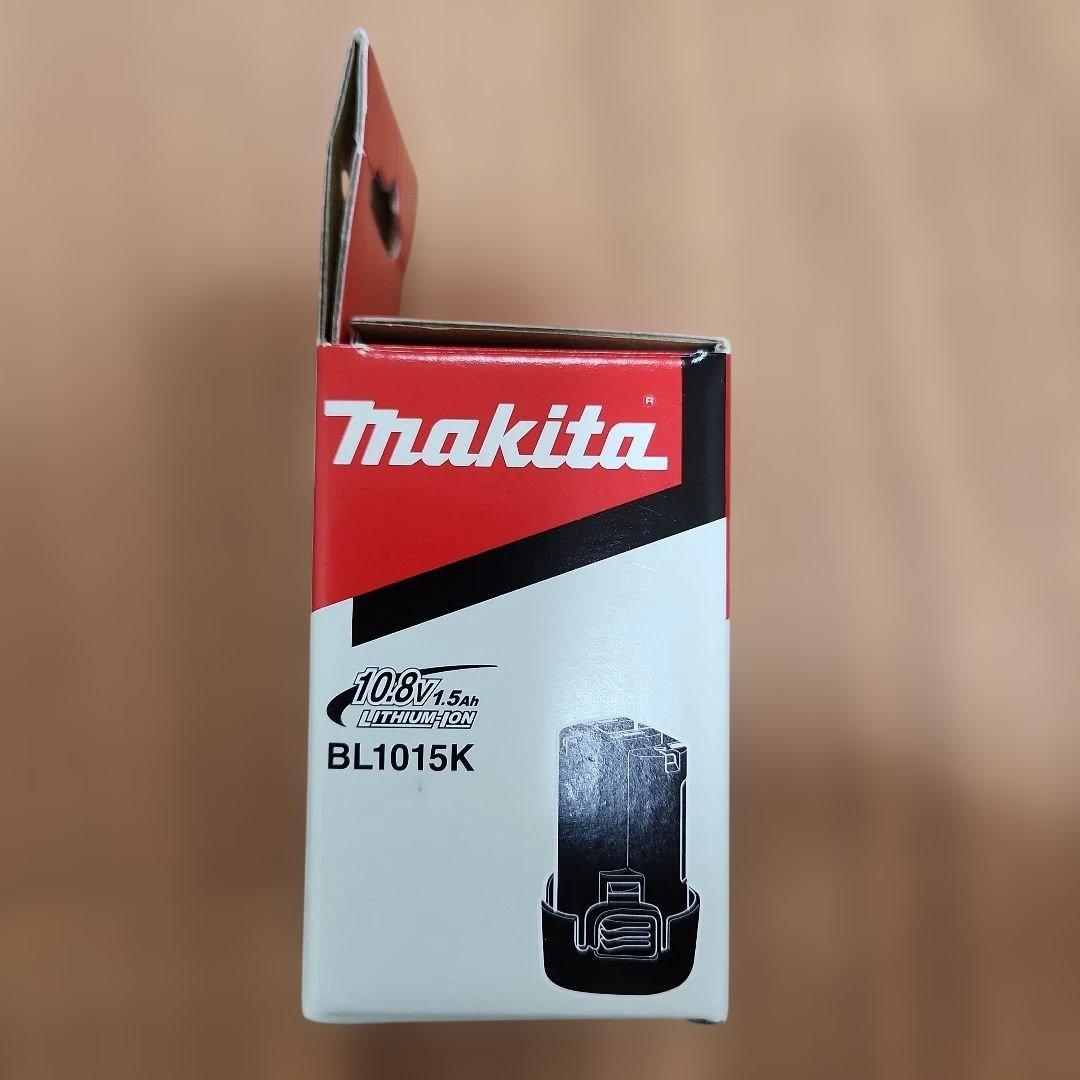 makita®
10.8V 1.5Ah
LITHIUM-ION
BL1015K